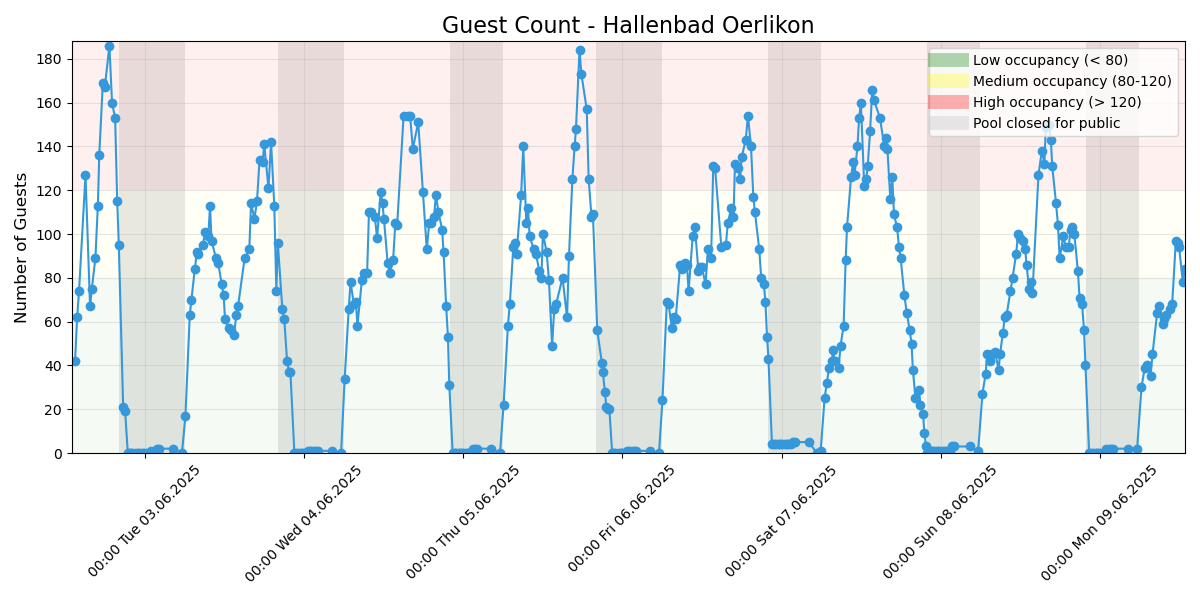 Guest Count - Hallenbad Oerlikon
Number of Guests
180
160
140
120
100
80
60
40
20
0
Low occupancy (< 80)
Medium occupancy (80-120)
High occupancy (> 120)
Pool closed for public
00:00 Tue 03.06.2025
00:00 Wed 04.06.2025
00:00 Thu 05.06.2025
00:00 Fri 06.06.2025
00:00 Sat 07.06.2025
00:00 Sun 08.06.2025
00:00 Mon 09.06.2025